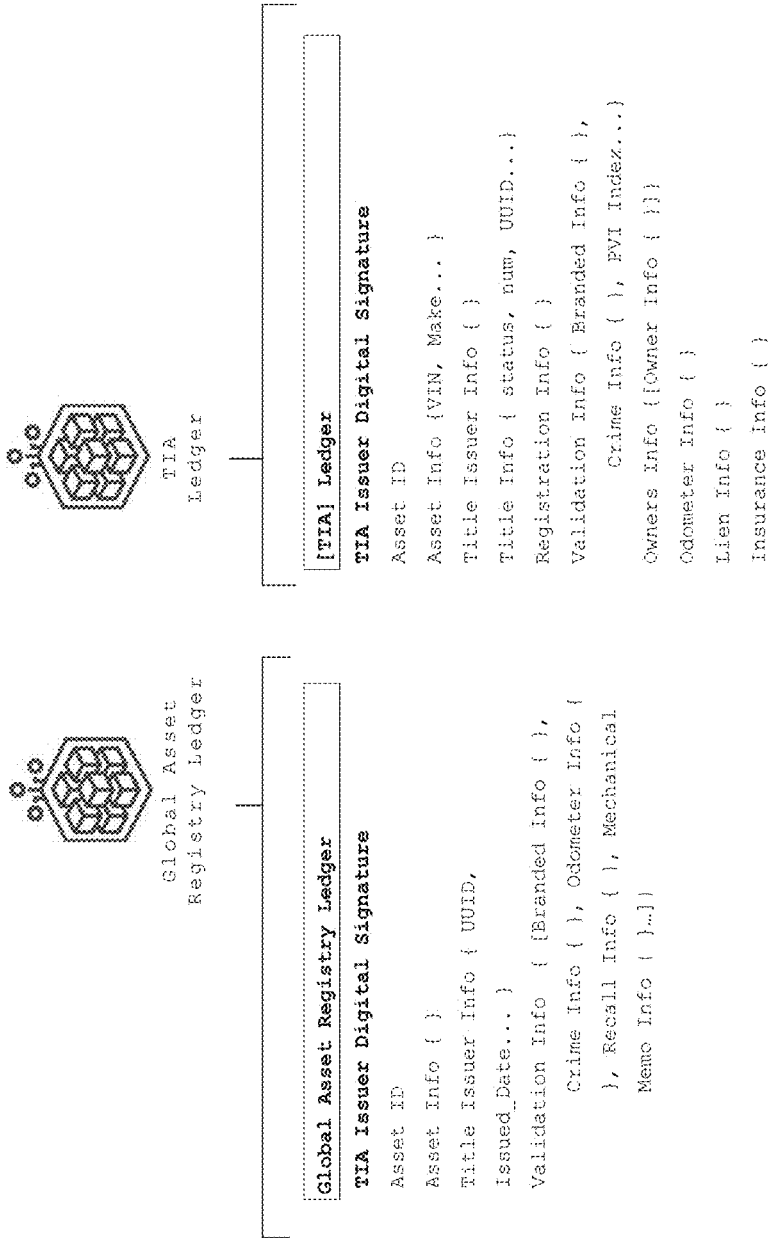 Global Asset
Registry Ledger
Global Asset Registry Ledger
TIA Issuer Digital Signature
Asset ID
Asset Info { }
Title Issuer Info { UUID,
Issued_Date... }
Validation Info { [Branded Info { },
Crime Info { }, Odometer Info {
}, Recall Info { }, Mechanical
Memo Info { }…]}
TIA
Ledger
[TIA] Ledger
TIA Issuer Digital Signature
Asset ID
Asset Info {VIN, Make... }
Title Issuer Info { }
Title Info { status, num, UUID...}
Registration Info { }
Validation Info { Branded Info { },
Crime Info { }, PVI Index...}
Owners Info {[Owner Info { }]}
Odometer Info { }
Lien Info { }
Insurance Info { }